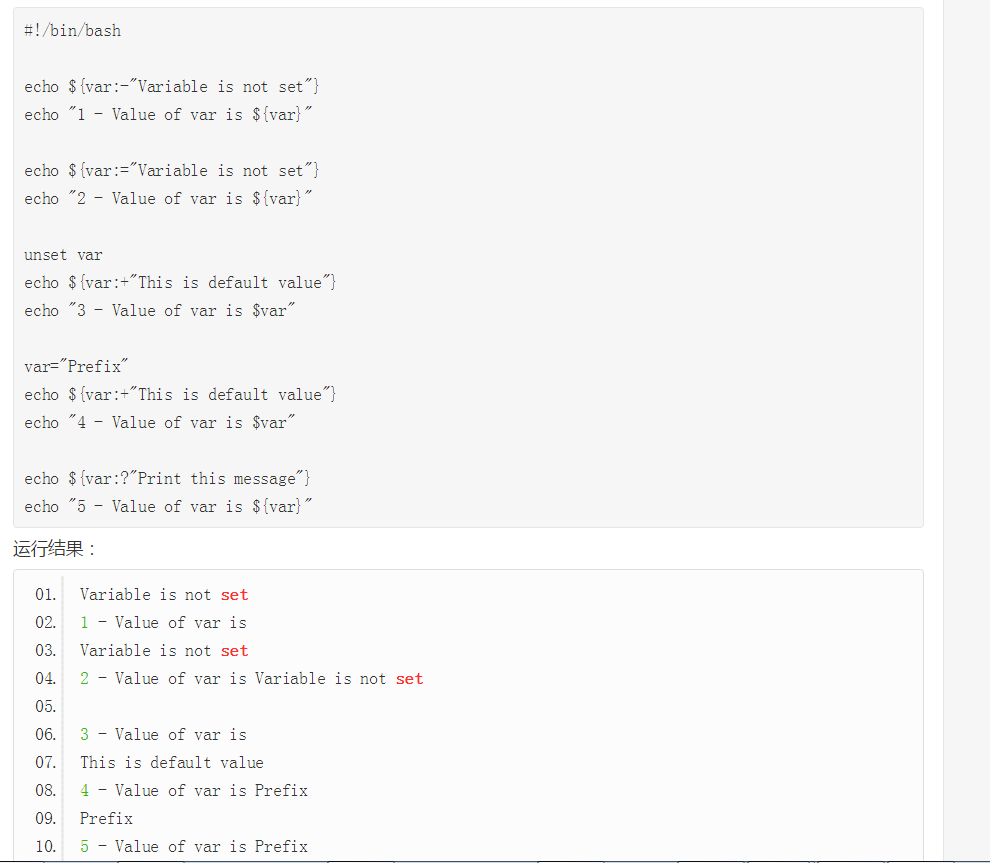 #!/bin/bash
echo ${var:-"Variable is not set"}
echo "1 - Value of var is ${var}"
echo ${var:="Variable is not set"}
echo "2 - Value of var is ${var}"
unset var
echo ${var:+"This is default value"}
echo "3 - Value of var is $var"
var="Prefix"
echo ${var:+"This is default value"}
echo "4 - Value of var is $var"
echo ${var:?"Print this message"}
echo "5 - Value of var is ${var}"
运行结果：
01. Variable is not set
02. 1 - Value of var is
03. Variable is not set
04. 2 - Value of var is Variable is not set
05.
06. 3 - Value of var is
07. This is default value
08. 4 - Value of var is Prefix
09. Prefix
10. 5 - Value of var is Prefix